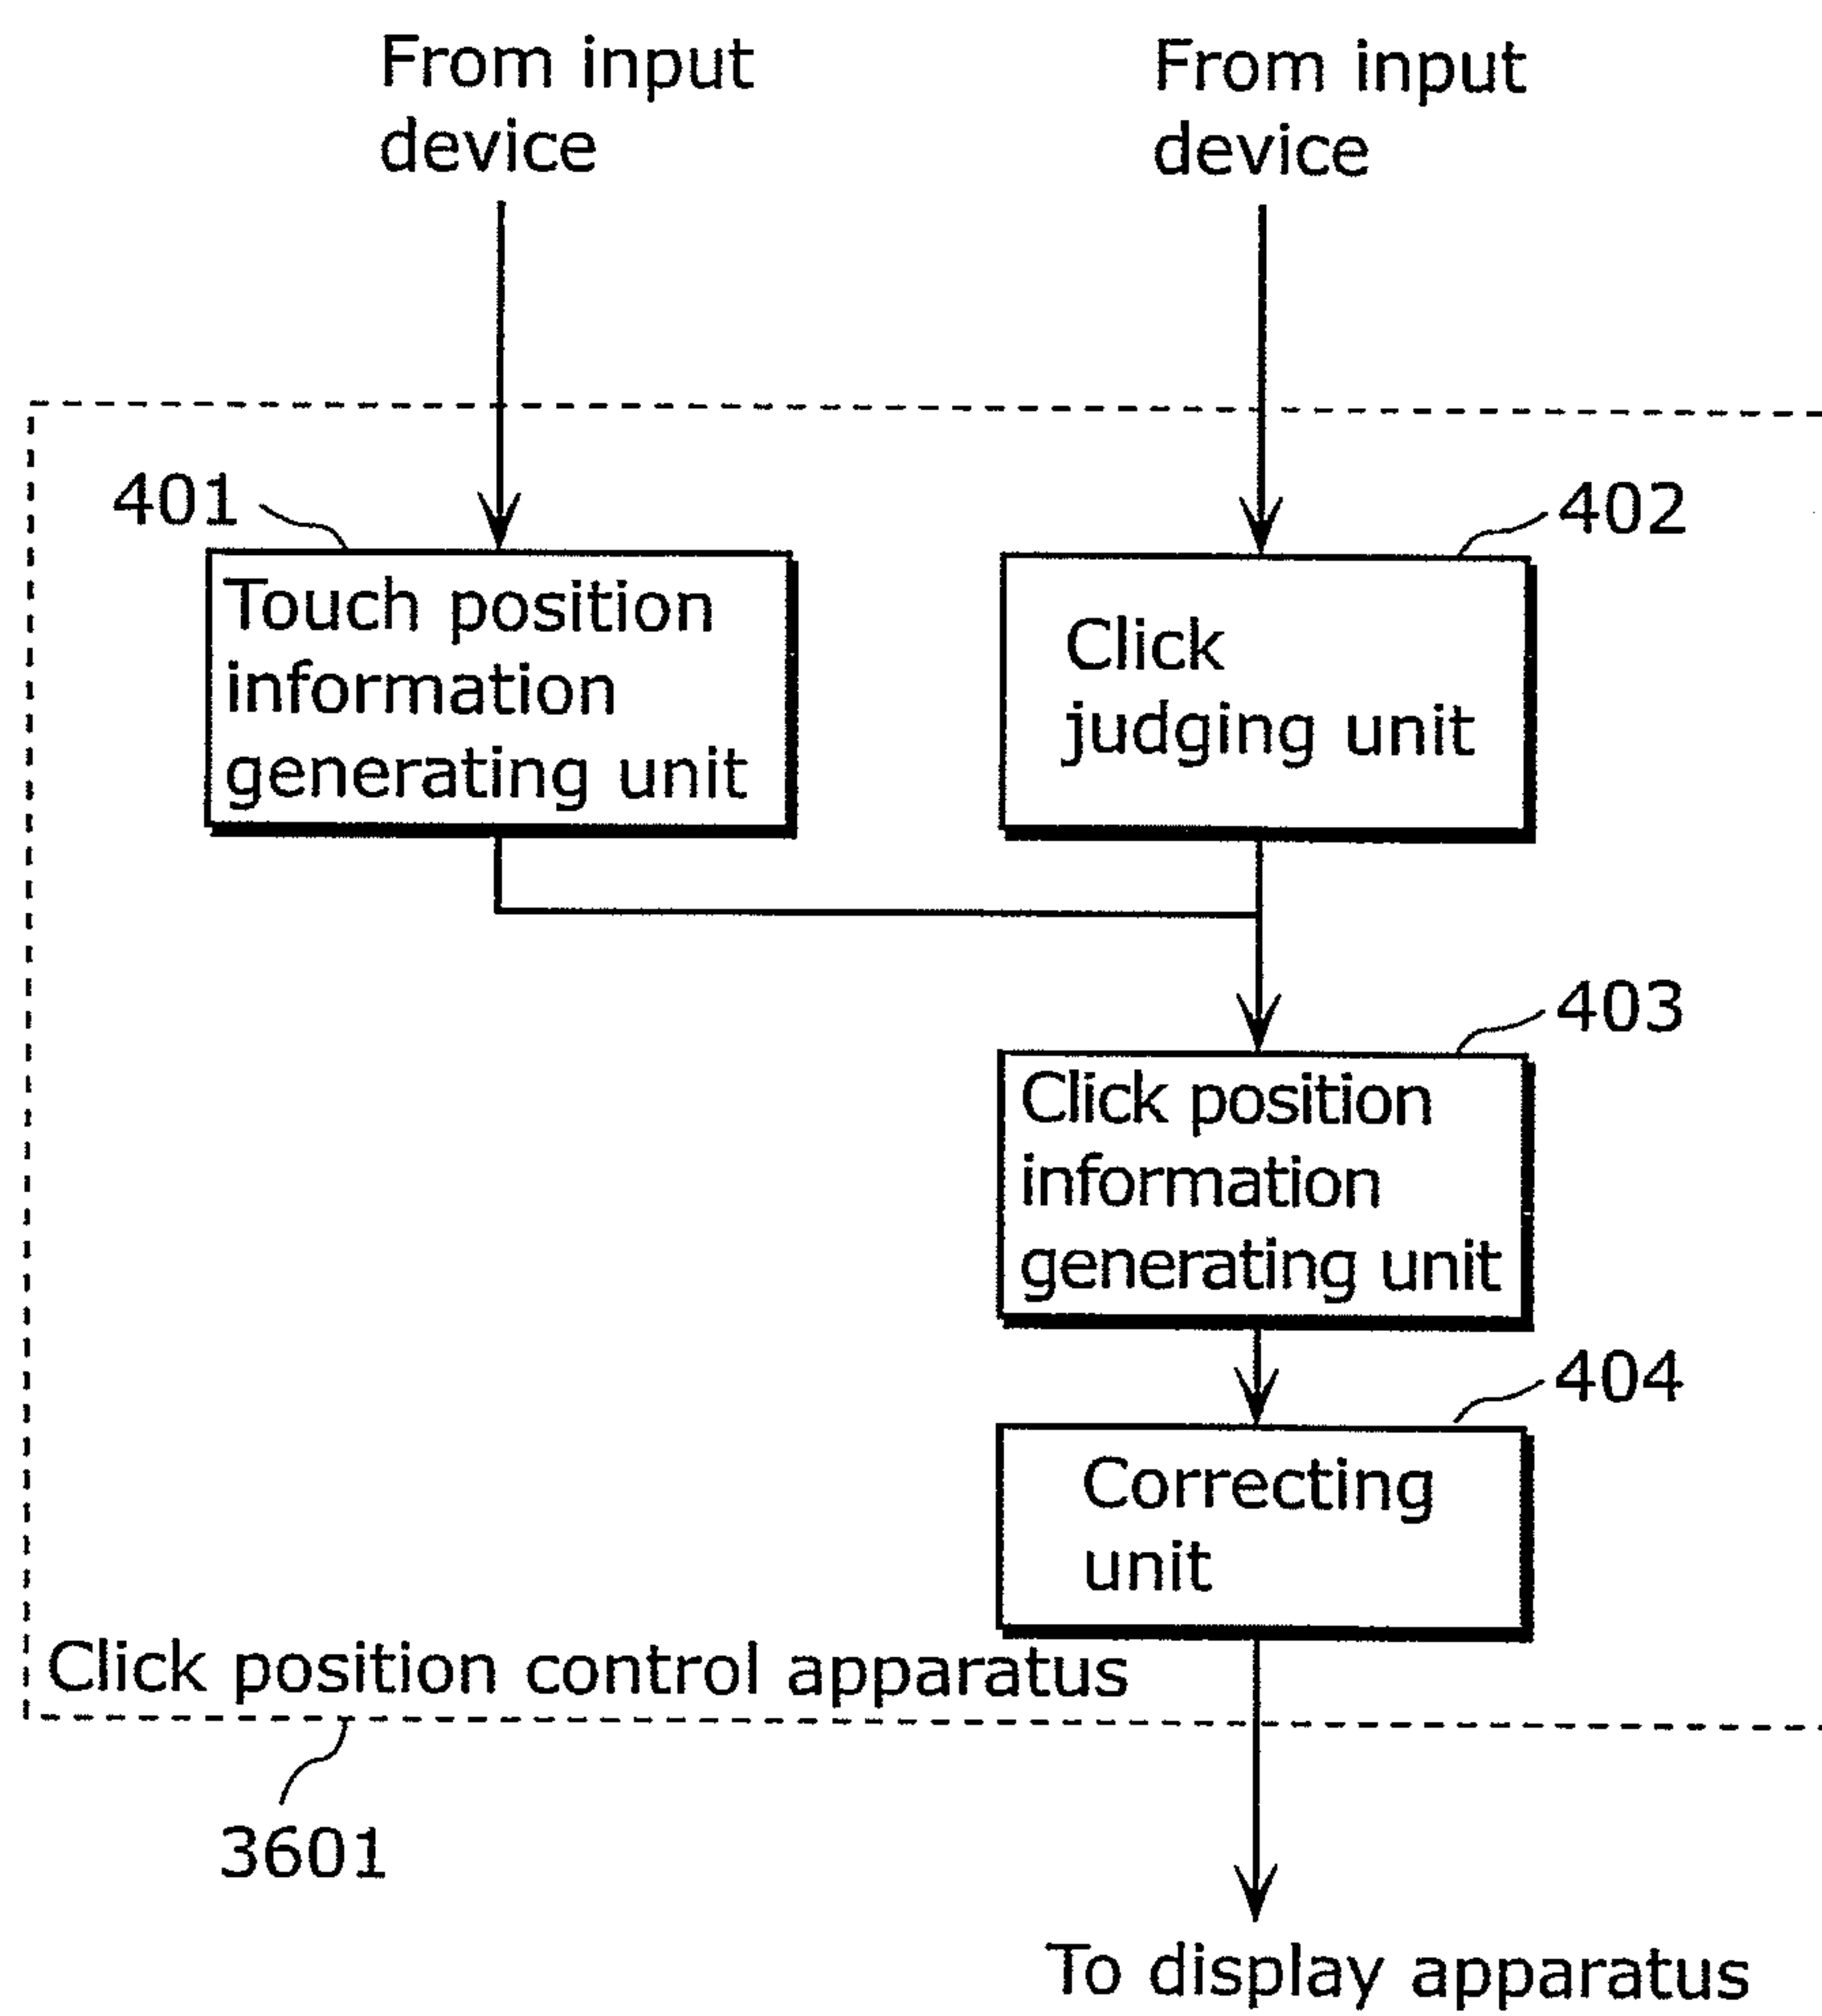 From input
device
From input
device
401
402
Touch position
information
generating unit
Click
judging unit
403
Click position
information
generating unit
404
Correcting
unit
Click position control apparatus
3601
To display apparatus